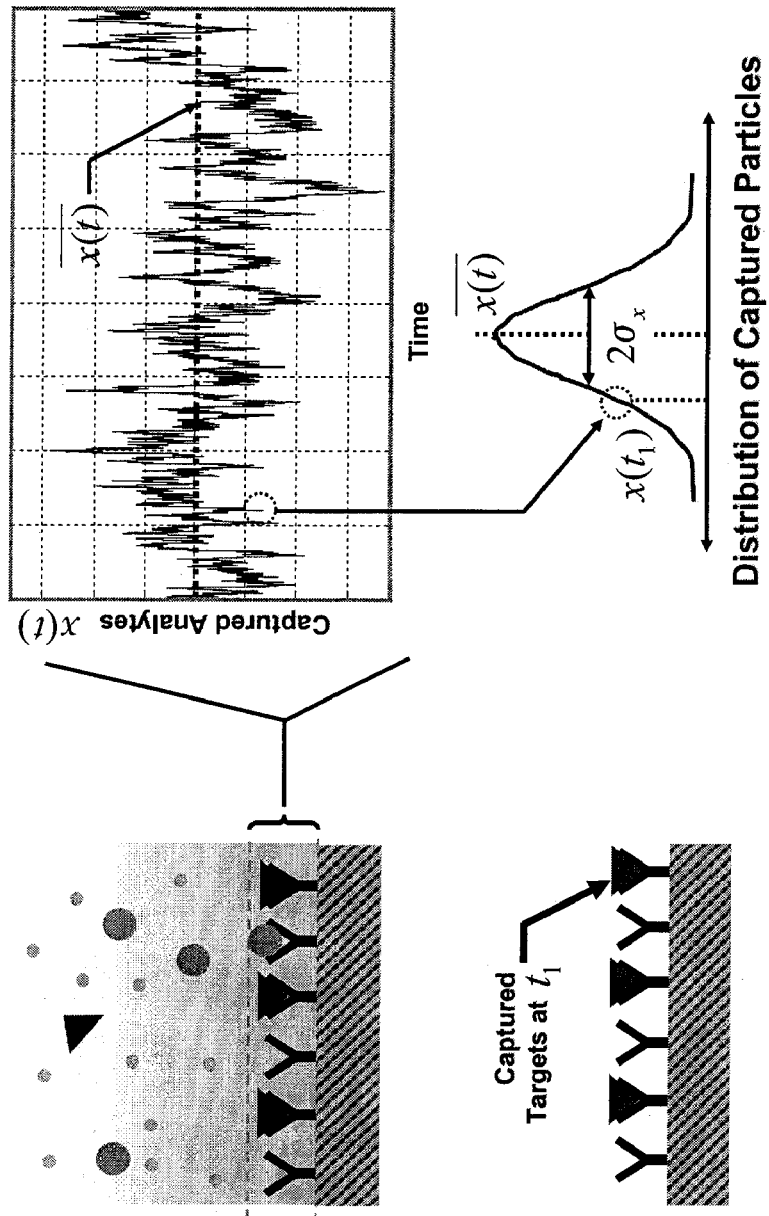 Captured Analytes x(t)
x(t)
Time
x(t)
2σx
x(t1)
Distribution of Captured Particles
Captured
Targets at t1